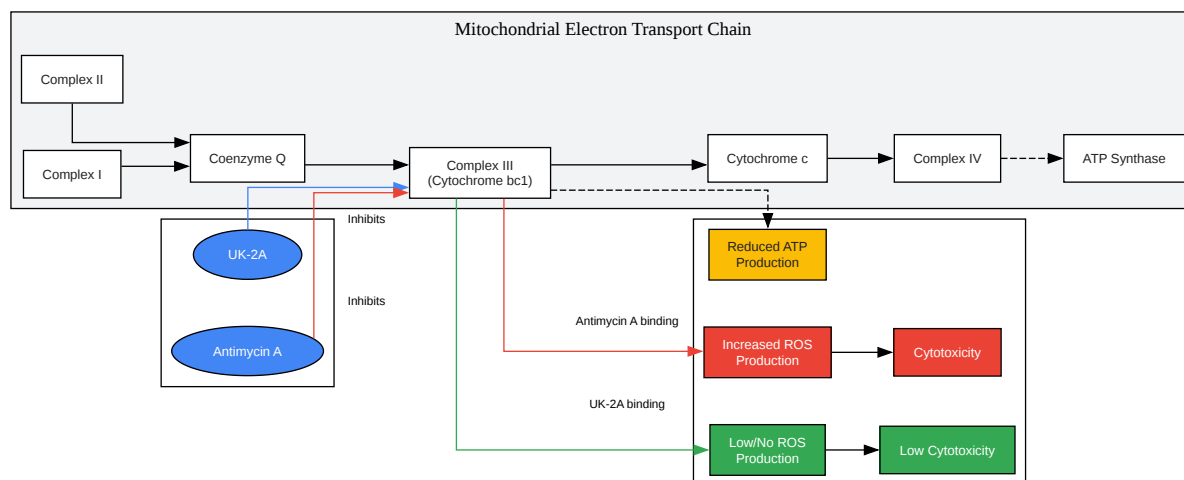 Mitochondrial Electron Transport Chain
Complex II
Complex I
Coenzyme Q
Complex III
(Cytochrome bc1)
Cytochrome c
Complex IV
ATP Synthase
Inhibits
UK-2A
Inhibits
Antimycin A
Reduced ATP
Production
Antimycin A binding
Increased ROS
Production
Cytotoxicity
UK-2A binding
Low/No ROS
Production
Low Cytotoxicity